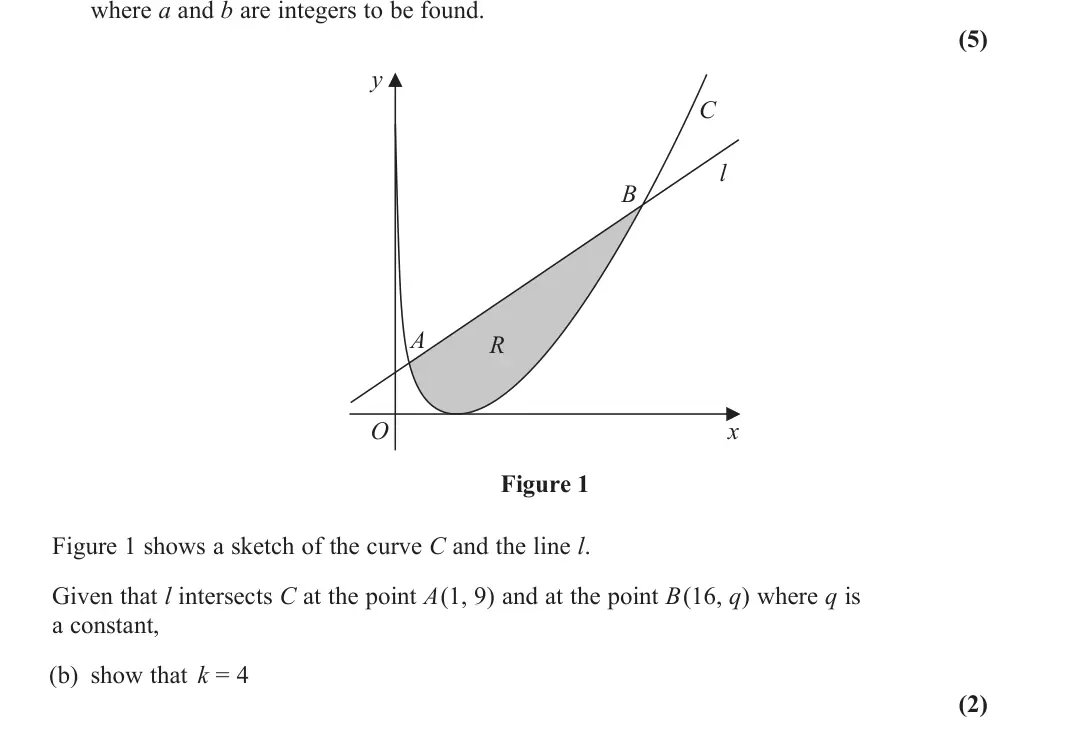 where a and b are integers to be found.
(5)
y
C
l
B
A
R
O
x
Figure 1
Figure 1 shows a sketch of the curve C and the line l.
Given that l intersects C at the point A(1, 9) and at the point B(16, q) where q is
a constant,
(b) show that k = 4
(2)